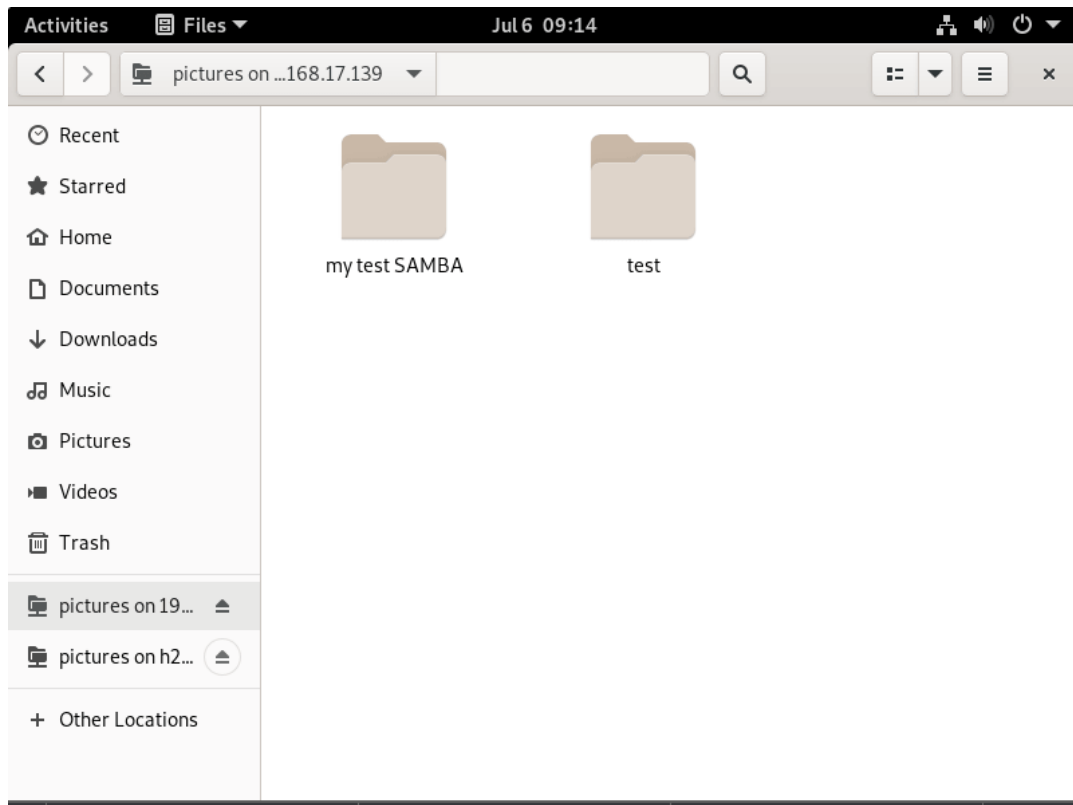 Activities Files Jul 6 09:14
pictures on ...168.17.139
Recent
Starred
Home
Documents
Downloads
Music
Pictures
Videos
Trash
pictures on 19...
pictures on h2...
Other Locations
my test SAMBA
test